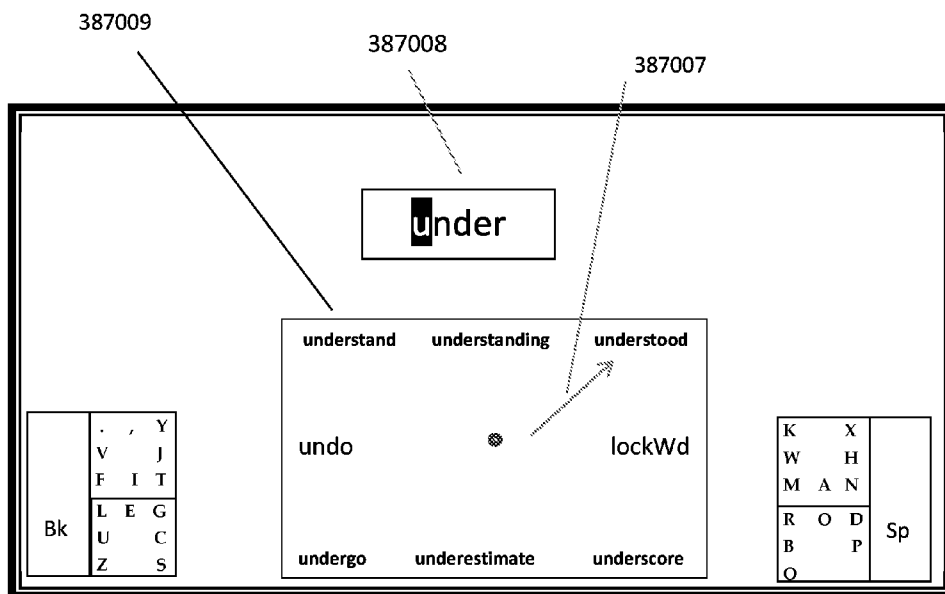 387009
387008
387007
under
understand understanding understood
undo lockWd
undergo underestimate underscore
Bk
. , Y
V J
F I T
L E G
U C
Z S
K X
W H
M A N
R O D
B P
Q
Sp